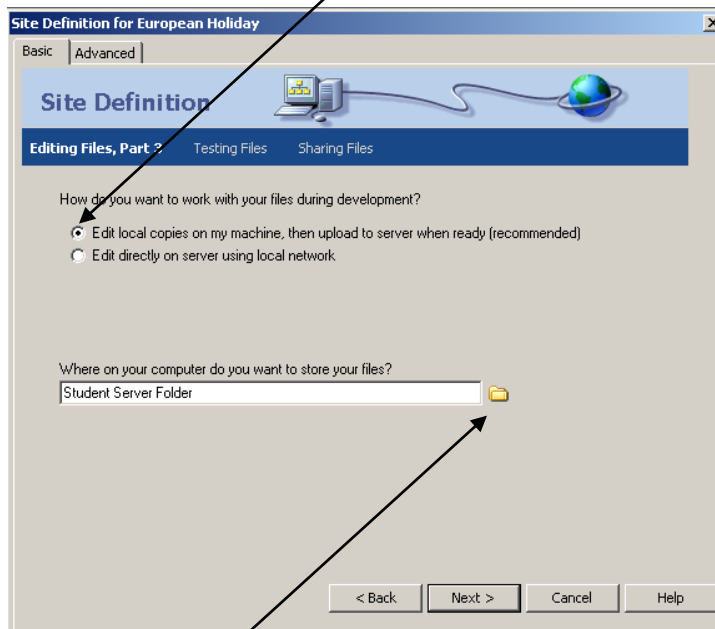 Site Definition for European Holiday
Basic Advanced
Site Definition
Editing Files, Part 3 Testing Files Sharing Files
How do you want to work with your files during development?
Edit local copies on my machine, then upload to server when ready (recommended)
Edit directly on server using local network
Where on your computer do you want to store your files?
Student Server Folder
< Back Next > Cancel Help